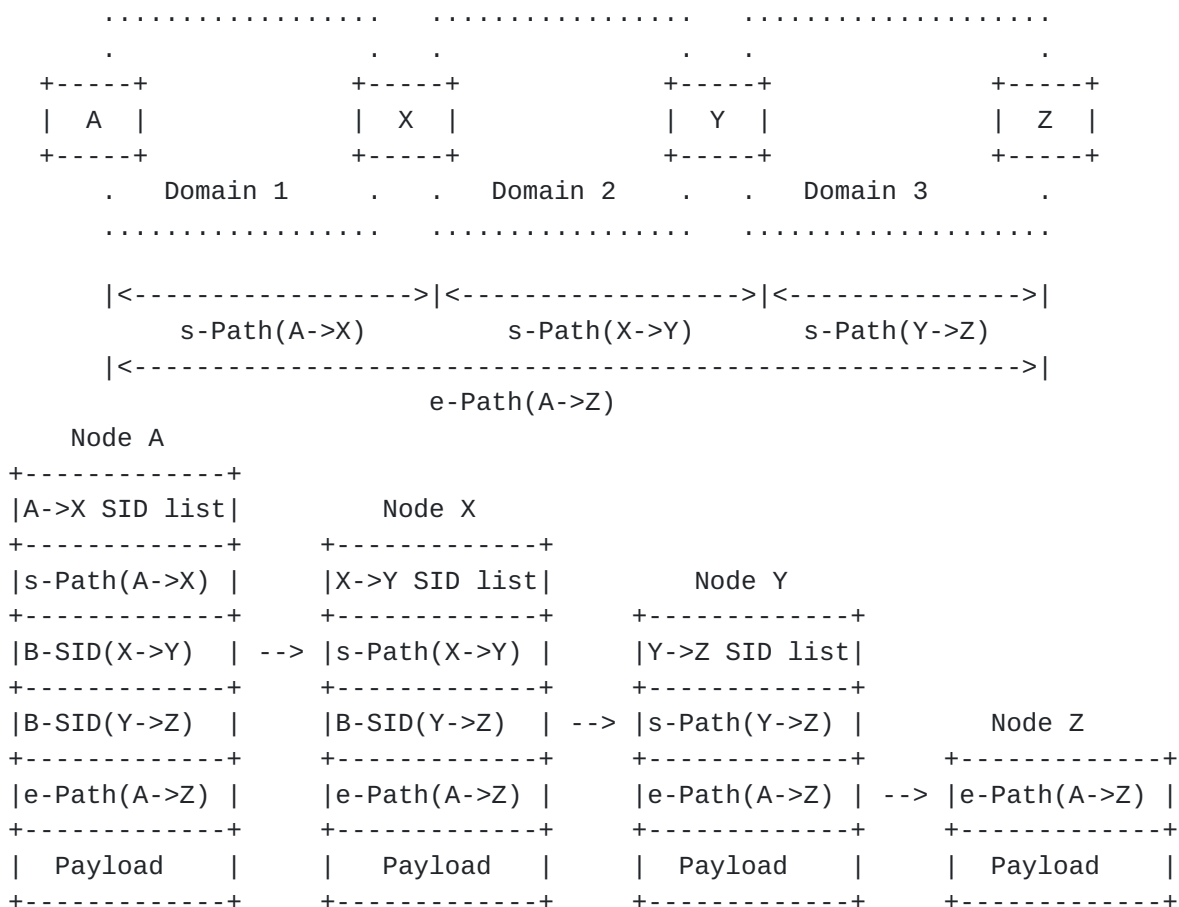 ..................   .................   ....................
.                 .   .                .   .                  .
+-----+             +-----+             +-----+              +-----+
|  A  |             |  X  |             |  Y  |              |  Z  |
+-----+             +-----+             +-----+              +-----+
.   Domain 1     .   .   Domain 2    .   .   Domain 3       .
..................   .................   ....................
|<------------------>|<------------------>|<--------------->|
s-Path(A->X)         s-Path(X->Y)       s-Path(Y->Z)
|<--------------------------------------------------------->|
e-Path(A->Z)
Node A
+-------------+
|A->X SID list|         Node X
+-------------+     +-------------+
|s-Path(A->X) |     |X->Y SID list|         Node Y
+-------------+     +-------------+     +-------------+
|B-SID(X->Y)  | --> |s-Path(X->Y) |     |Y->Z SID list|
+-------------+     +-------------+     +-------------+
|B-SID(Y->Z)  |     |B-SID(Y->Z)  | --> |s-Path(Y->Z) |        Node Z
+-------------+     +-------------+     +-------------+     +-------------+
|e-Path(A->Z) |     |e-Path(A->Z) |     |e-Path(A->Z) | --> |e-Path(A->Z) |
+-------------+     +-------------+     +-------------+     +-------------+
|  Payload    |     |   Payload   |     |  Payload    |     |  Payload    |
+-------------+     +-------------+     +-------------+     +-------------+